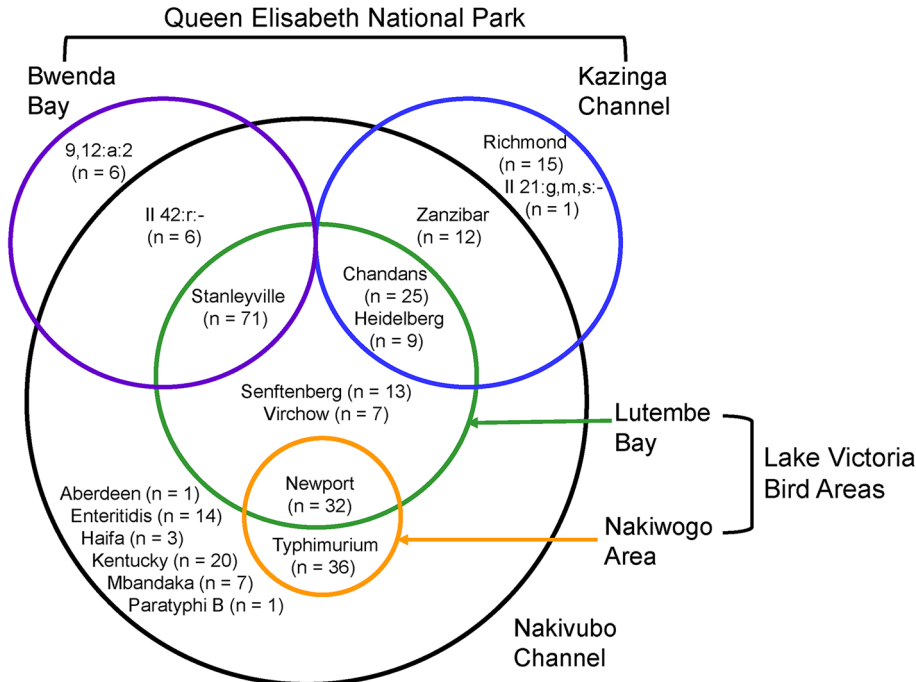 Queen Elisabeth National Park
Bwenda
Bay
Kazinga
Channel
9,12:a:2
(n = 6)
Richmond
(n = 15)
II 21:g,m,s:-
(n = 1)
II 42:r:-
(n = 6)
Zanzibar
(n = 12)
Stanleyville
(n = 71)
Chandans
(n = 25)
Heidelberg
(n = 9)
Senftenberg (n = 13)
Virchow (n = 7)
Lutembe
Bay
Lake Victoria
Bird Areas
Newport
(n = 32)
Nakiwogo
Area
Typhimurium
(n = 36)
Aberdeen (n = 1)
Enteritidis (n = 14)
Haifa (n = 3)
Kentucky (n = 20)
Mbandaka (n = 7)
Paratyphi B (n = 1)
Nakivubo
Channel